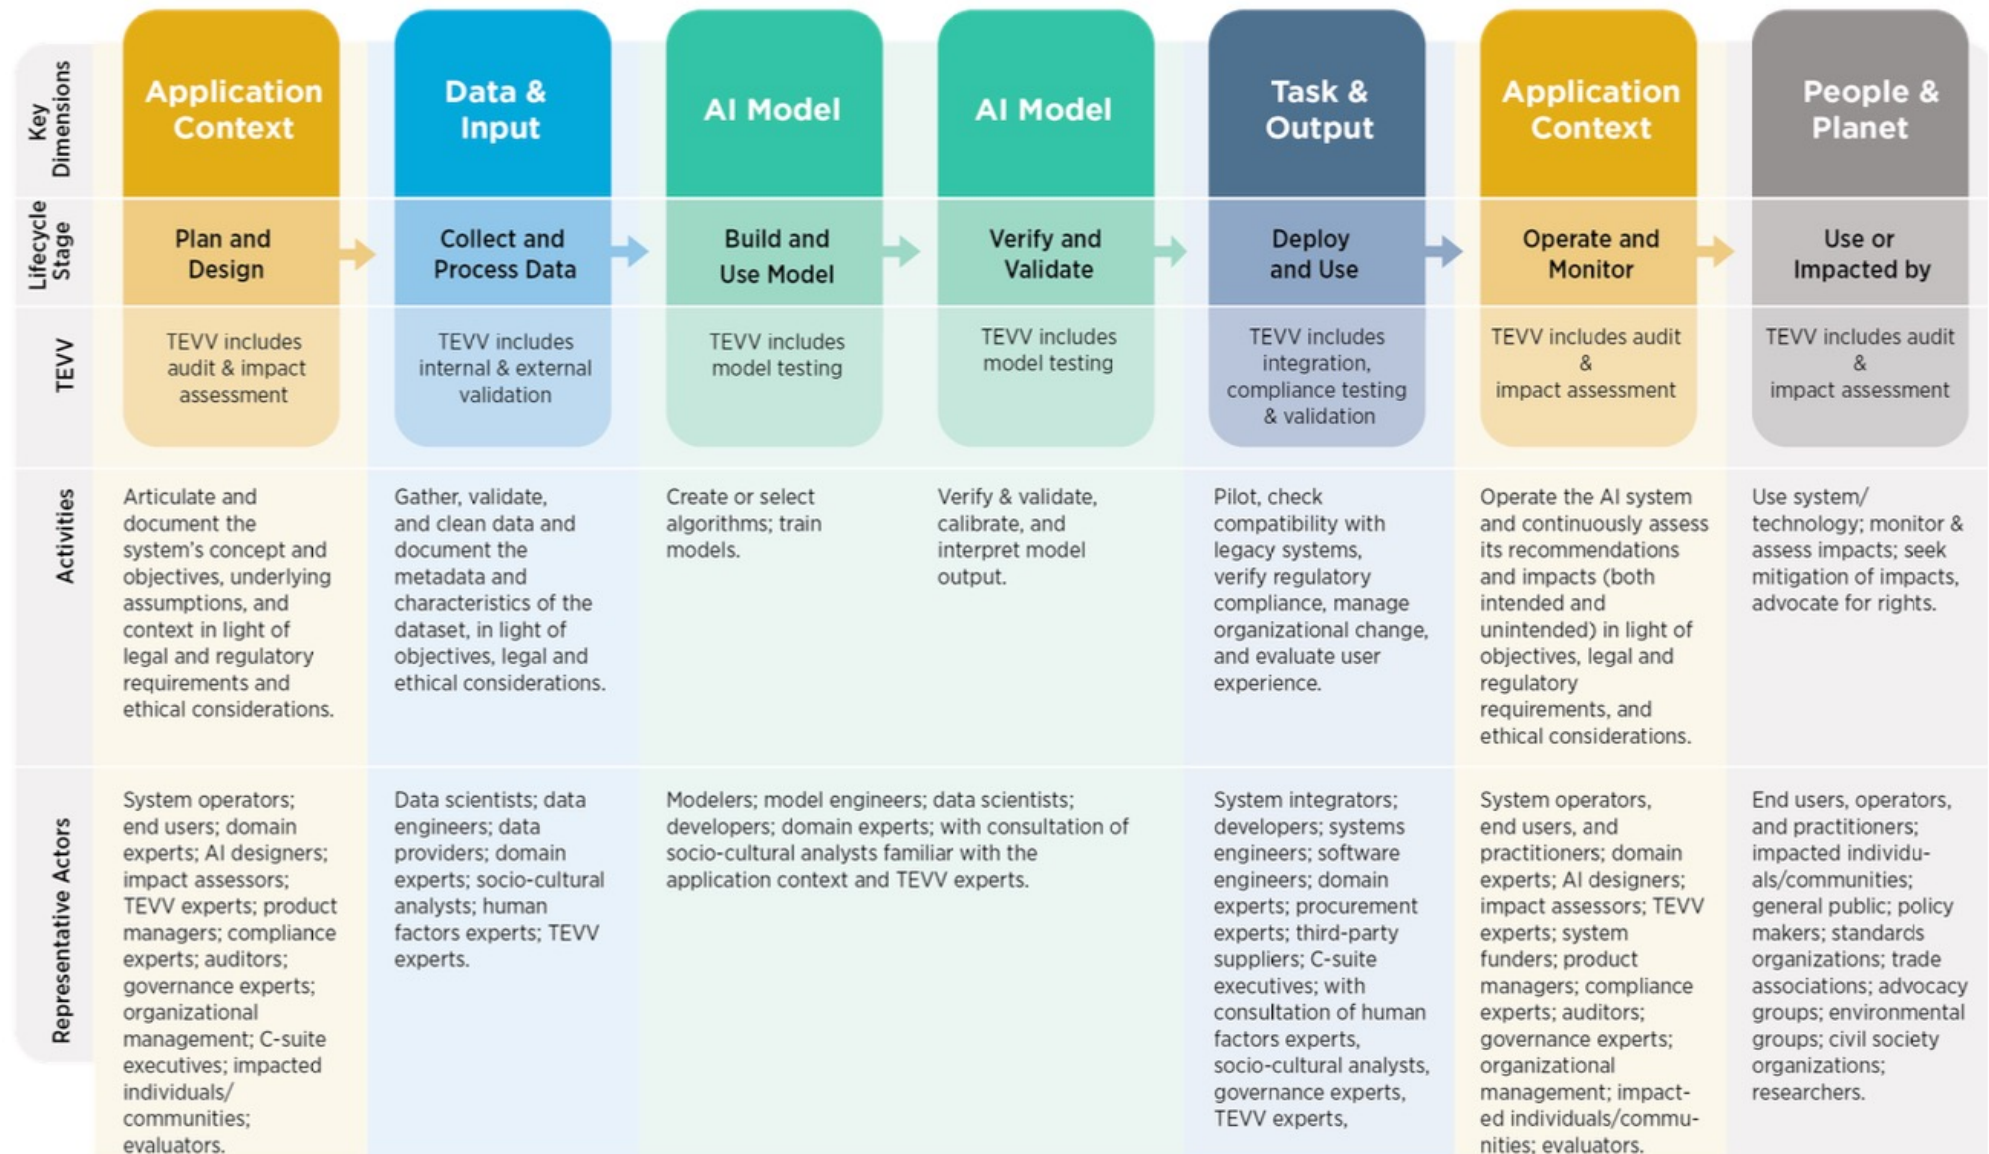 Key
Dimensions
Application
Context
Data &
Input
AI Model
AI Model
Task &
Output
Application
Context
People &
Planet
Lifecycle
Stage
Plan and
Design
Collect and
Process Data
Build and
Use Model
Verify and
Validate
Deploy
and Use
Operate and
Monitor
Use or
Impacted by
TEVV
TEVV includes
audit & impact
assessment
TEVV includes
internal & external
validation
TEVV includes
model testing
TEVV includes
model testing
TEVV includes
integration,
compliance testing
& validation
TEVV includes audit
&
impact assessment
TEVV includes audit
&
impact assessment
Activities
Articulate and
document the
system's concept and
objectives, underlying
assumptions, and
context in light of
legal and regulatory
requirements and
ethical considerations.
Gather, validate,
and clean data and
document the
metadata and
characteristics of the
dataset, in light of
objectives, legal and
ethical considerations.
Create or select
algorithms; train
models.
Verify & validate,
calibrate, and
interpret model
output.
Pilot, check
compatibility with
legacy systems,
verify regulatory
compliance, manage
organizational change,
and evaluate user
experience.
Operate the AI system
and continuously assess
its recommendations
and impacts (both
intended and
unintended) in light of
objectives, legal and
regulatory
requirements, and
ethical considerations.
Use system/
technology; monitor &
assess impacts; seek
mitigation of impacts,
advocate for rights.
Representative Actors
System operators;
end users; domain
experts; AI designers;
impact assessors;
TEVV experts; product
managers; compliance
experts; auditors;
governance experts;
organizational
management; C-suite
executives; impacted
individuals/
communities;
evaluators.
Data scientists; data
engineers; data
providers; domain
experts; socio-cultural
analysts; human
factors experts; TEVV
experts.
Modelers; model engineers; data scientists;
developers; domain experts; with consultation of
socio-cultural analysts familiar with the
application context and TEVV experts.
System integrators;
developers; systems
engineers; software
engineers; domain
experts; procurement
experts; third-party
suppliers; C-suite
executives; with
consultation of human
factors experts,
socio-cultural analysts,
governance experts,
TEVV experts,
System operators,
end users, and
practitioners; domain
experts; AI designers;
impact assessors; TEVV
experts; system
funders; product
managers; compliance
experts; auditors;
governance experts;
organizational
management; impact-
ed individuals/commu-
nities; evaluators.
End users, operators,
and practitioners;
impacted individu-
als/communities;
general public; policy
makers; standards
organizations; trade
associations; advocacy
groups; environmental
groups; civil society
organizations;
researchers.